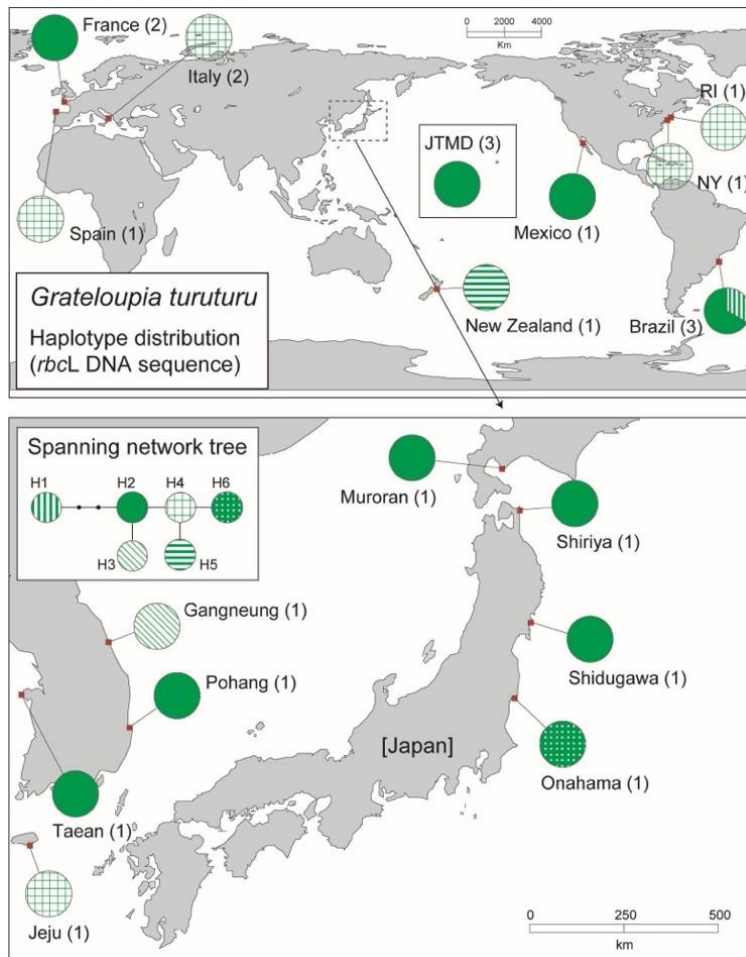 France (2)
0 2000 4000
Km
Italy (2)
RI (1)
JTMD (3)
NY (1)
Spain (1)
Mexico (1)
Grateloupia turuturu
Haplotype distribution
(rbcL DNA sequence)
New Zealand (1)
Brazil (3)
Spanning network tree
H1 H2 H4 H6
H3 H5
Muroran (1)
Shiriya (1)
Gangneung (1)
Pohang (1)
Shidugawa (1)
[Japan]
Onahama (1)
Taean (1)
Jeju (1)
0 250 500
km